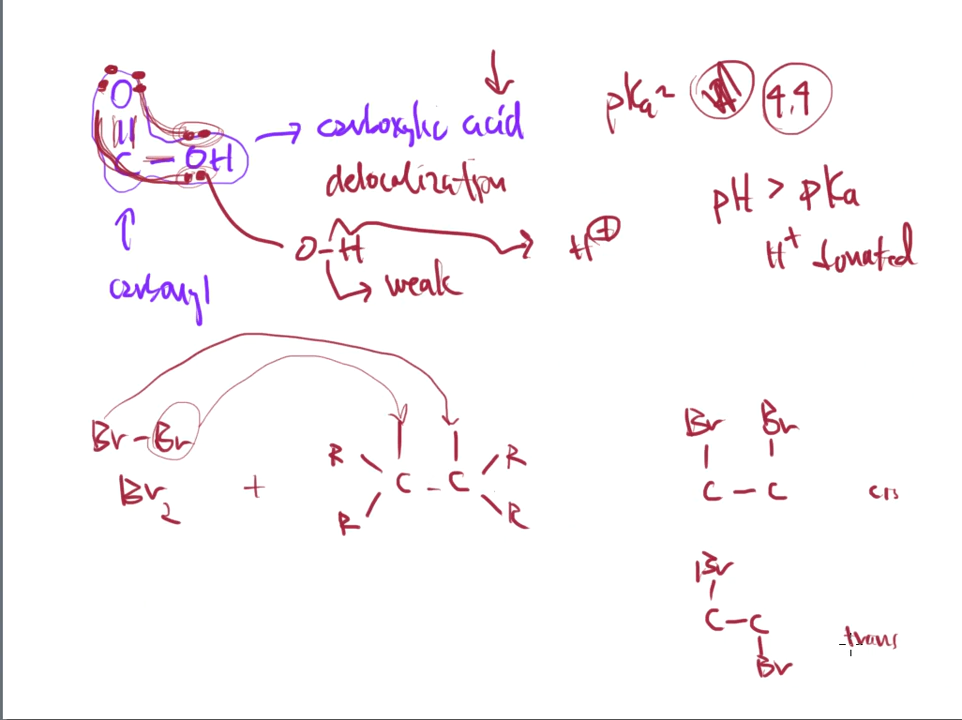 O
C — OH → carboxylic acid
delocalization
O-H → H⊕
→ weak
carbonyl
pKa ~ 4,4
pH > pKa
H⁺ donated
Br - Br
Br₂ +
R R
C - C
R R
Br Br
C - C cis
Br
C - C
trans
Br